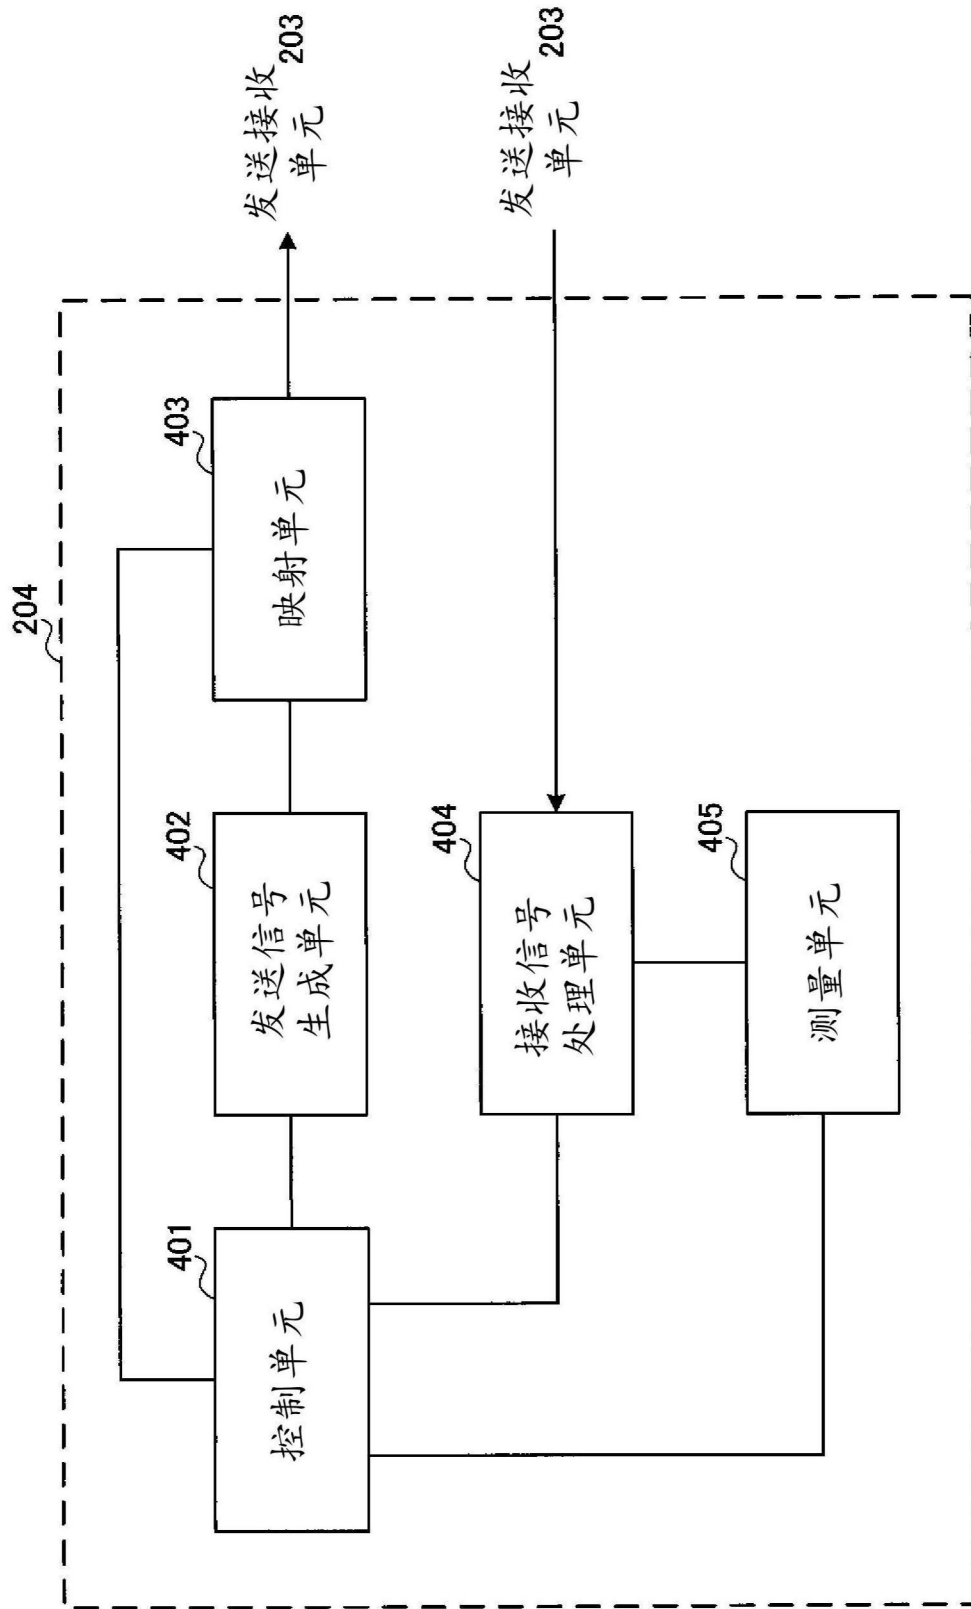 204
401
控制单元
402
发送信号
生成单元
403
映射单元
发送接收
单元
203
404
接收信号
处理单元
发送接收
单元
203
405
测量单元